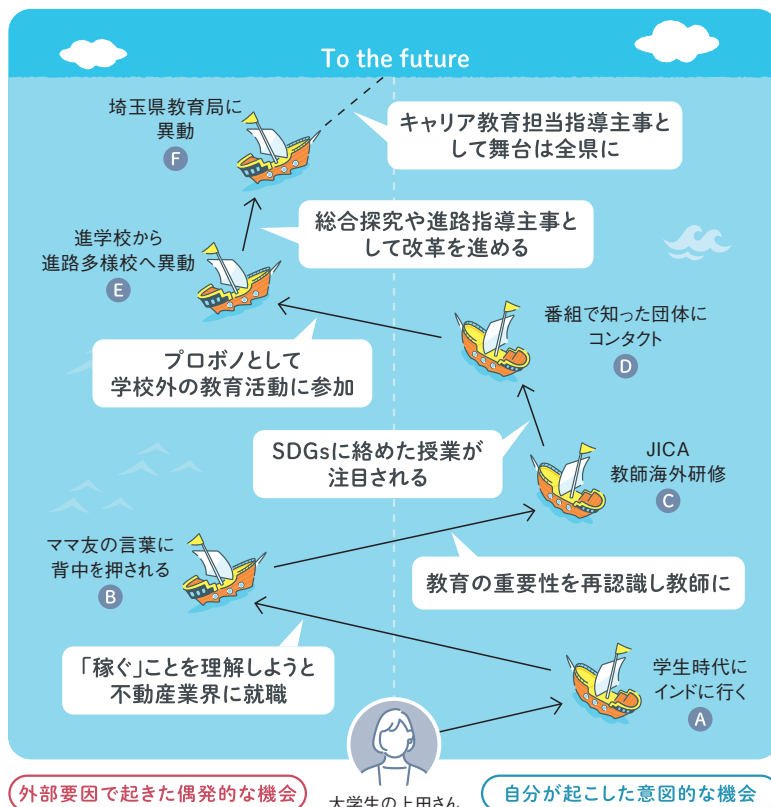 To the future
埼玉県教育局に
異動
F
キャリア教育担当指導主事と
して舞台は全県に
総合探究や進路指導主事と
して改革を進める
進学校から
進路多様校へ異動
E
番組で知った団体に
コンタクト
D
プロボノとして
学校外の教育活動に参加
SDGsに絡めた授業が
注目される
JICA
教師海外研修
C
ママ友の言葉に
背中を押される
B
教育の重要性を再認識し教師に
「稼ぐ」ことを理解しようと
不動産業界に就職
学生時代に
インドに行く
A
外部要因で起きた偶発的な機会
大学生の上田さん
自分が起こした意図的な機会